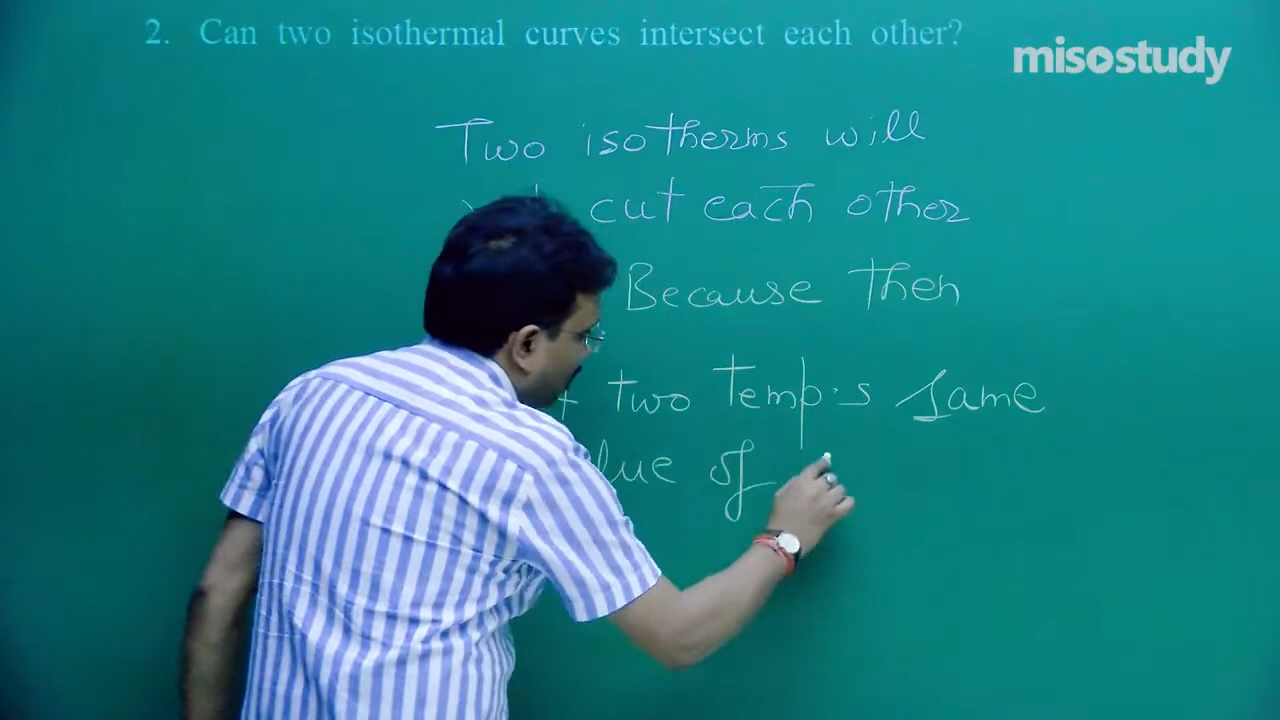 2. Can two isothermal curves intersect each other?
misostudy
Two isotherms will
cut each other
Because then
two temp.s same
of